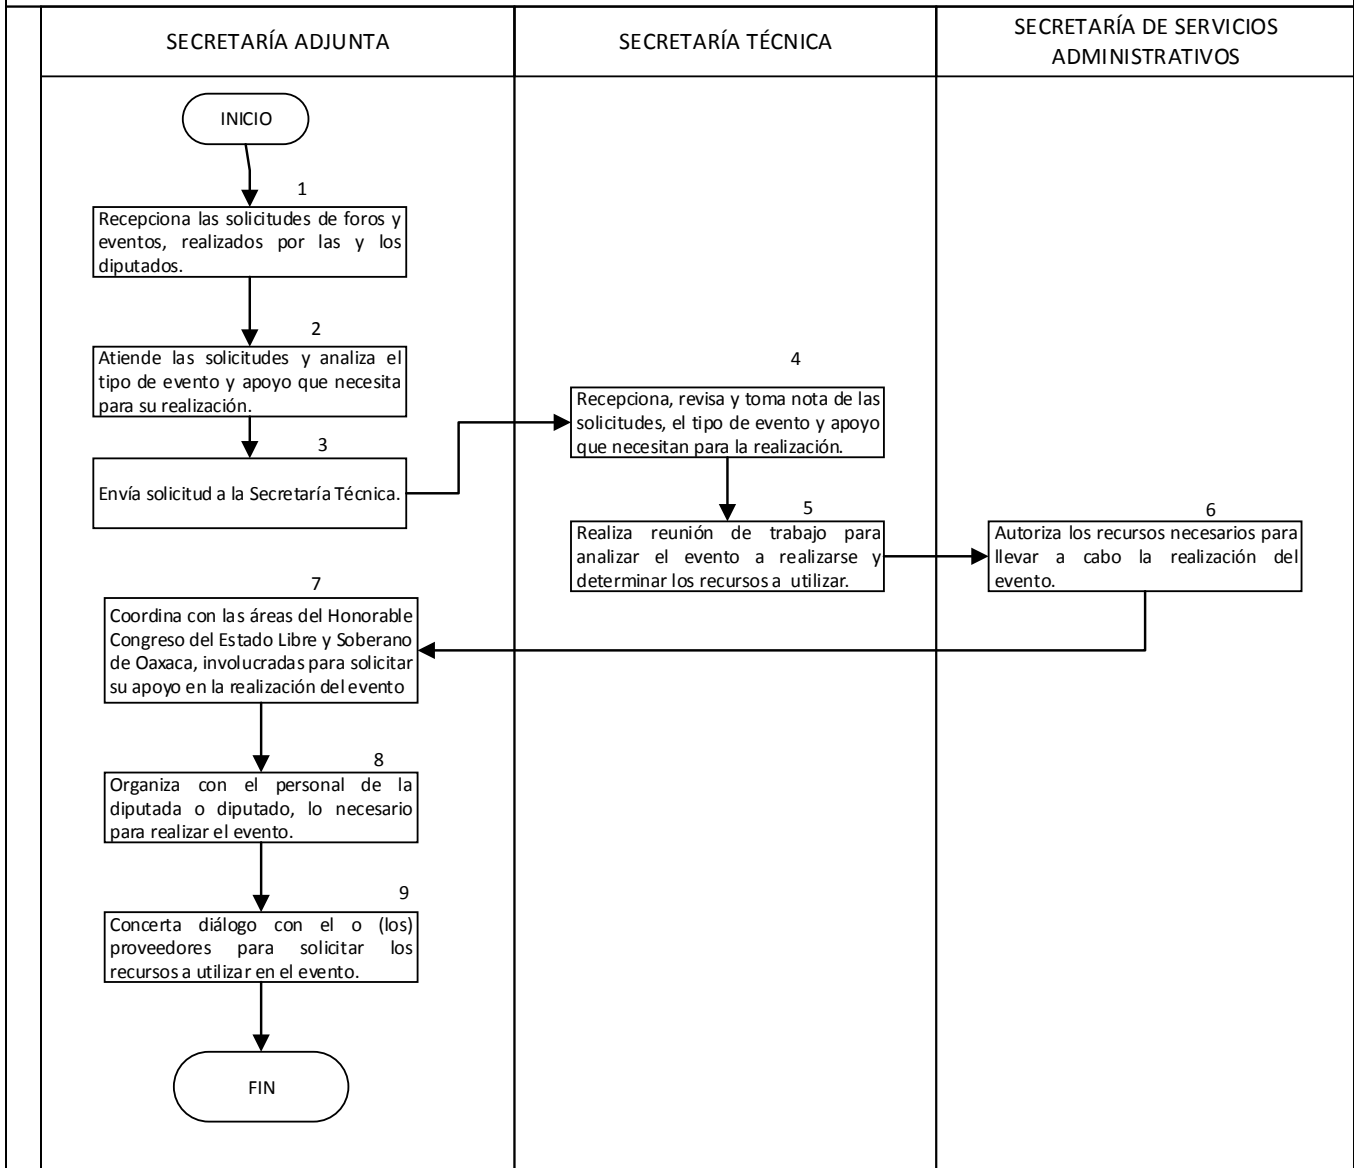 SECRETARÍA ADJUNTA
SECRETARÍA TÉCNICA
SECRETARÍA DE SERVICIOS
ADMINISTRATIVOS
INICIO
1
Recepciona las solicitudes de foros y
eventos, realizados por las y los
diputados.
2
Atiende las solicitudes y analiza el
tipo de evento y apoyo que necesita
para su realización.
3
Envía solicitud a la Secretaría Técnica.
4
Recepciona, revisa y toma nota de las
solicitudes, el tipo de evento y apoyo
que necesitan para la realización.
5
Realiza reunión de trabajo para
analizar el evento a realizarse y
determinar los recursos a utilizar.
6
Autoriza los recursos necesarios para
llevar a cabo la realización del
evento.
7
Coordina con las áreas del Honorable
Congreso del Estado Libre y Soberano
de Oaxaca, involucradas para solicitar
su apoyo en la realización del evento
8
Organiza con el personal de la
diputada o diputado, lo necesario
para realizar el evento.
9
Concerta diálogo con el o (los)
proveedores para solicitar los
recursos a utilizar en el evento.
FIN